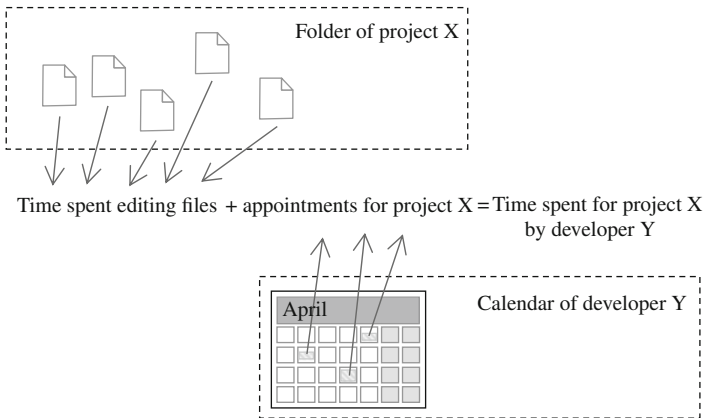 Folder of project X
Time spent editing files + appointments for project X = Time spent for project X
by developer Y
April
Calendar of developer Y